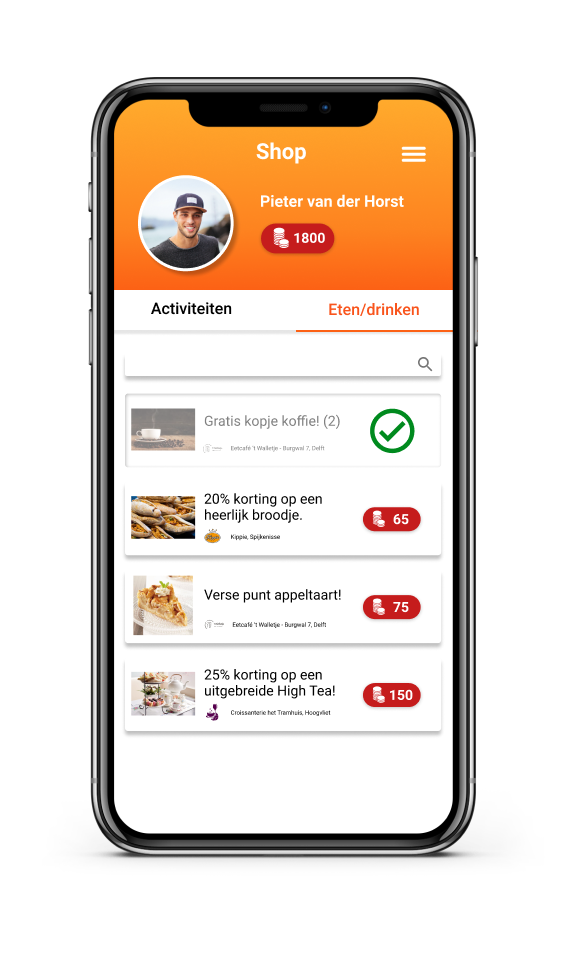 Shop
Pieter van der Horst
1800
Activiteiten
Eten/drinken
Gratis kopje koffie! (2)
Eetcafé 't Walletje - Burgwal 7, Delft
20% korting op een
heerlijk broodje.
65
Kippie, Spijkenisse
Verse punt appeltaart!
75
Eetcafé 't Walletje - Burgwal 7, Delft
25% korting op een
uitgebreide High Tea!
150
Croissanterie het Tramhuis, Hoogvliet